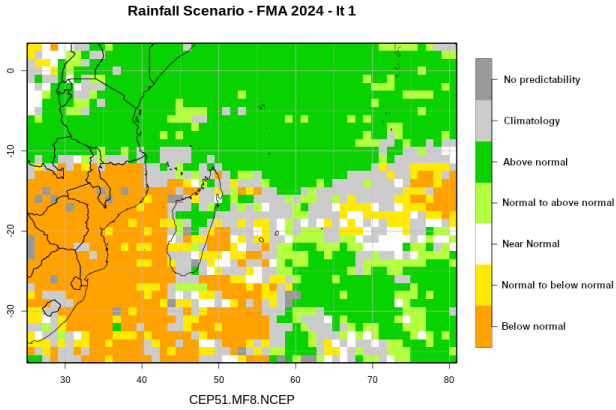 Rainfall Scenario - FMA 2024 - It 1
0
-10
-20
-30
30
40
50
60
70
80
CEP51.MF8.NCEP
No predictability
Climatology
Above normal
Normal to above normal
Near Normal
Normal to below normal
Below normal